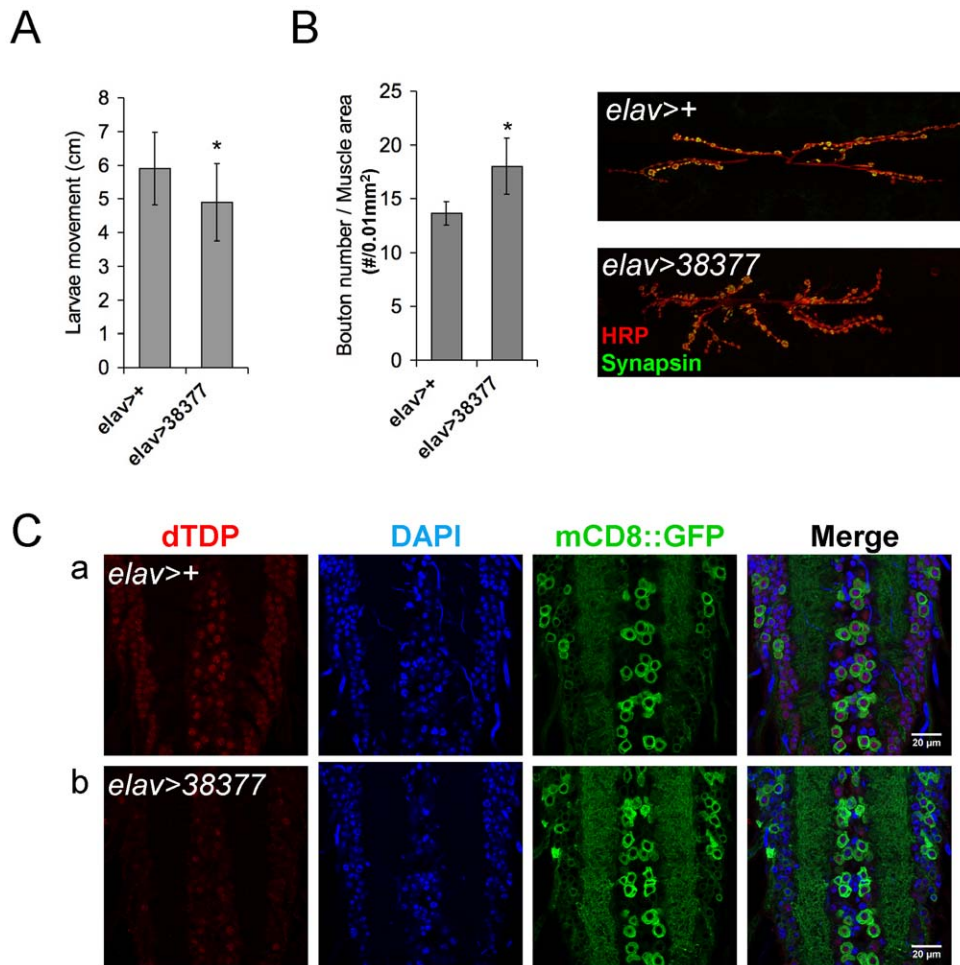 A
B
8
7
6
5
4
3
2
1
0
Larvae movement (cm)
*
elav>+
elav>38377
25
20
15
10
5
0
Bouton number / Muscle area
(#/0.01mm²)
*
elav>+
elav>38377
elav>+
elav>38377
HRP
Synapsin
C
dTDP DAPI mCD8::GFP Merge
a
elav>+
20 µm
b
elav>38377
20 µm